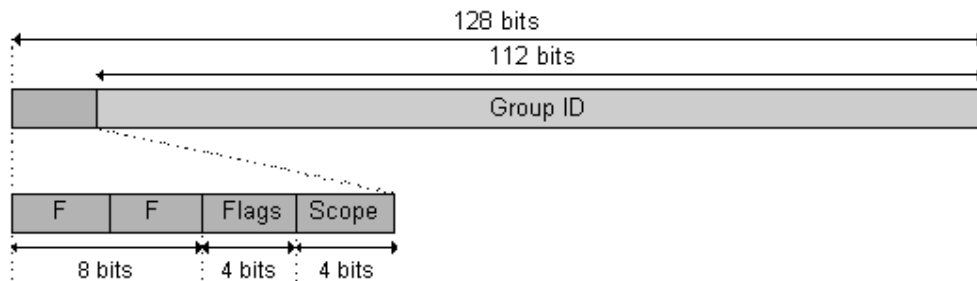 128 bits
112 bits
Group ID
F F Flags Scope
8 bits 4 bits 4 bits